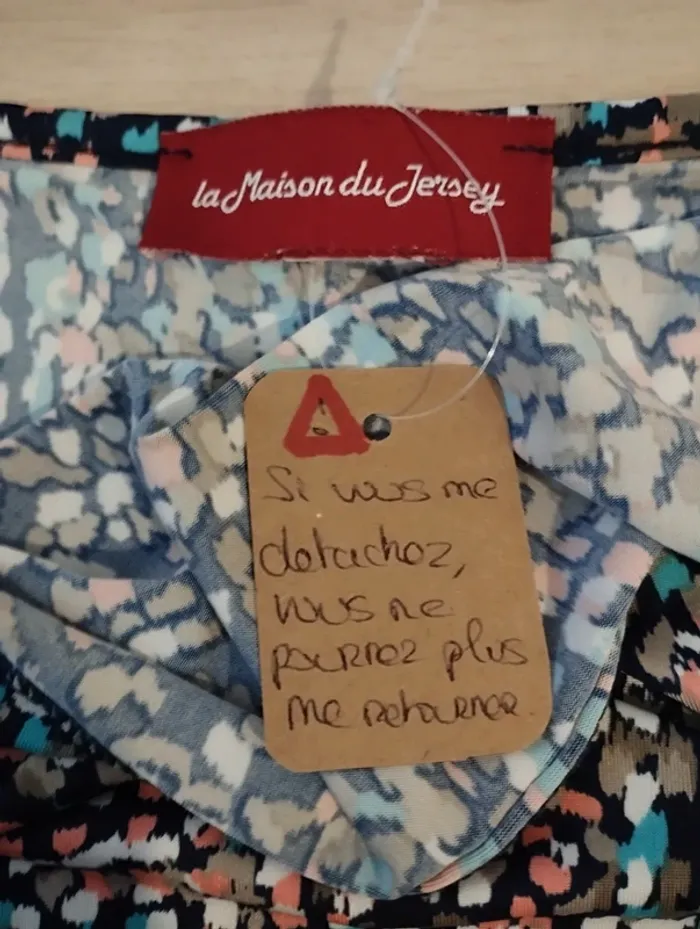 la Maison du Jersey
Si vous me
detachez,
vous ne
pourrez plus
me retourner.